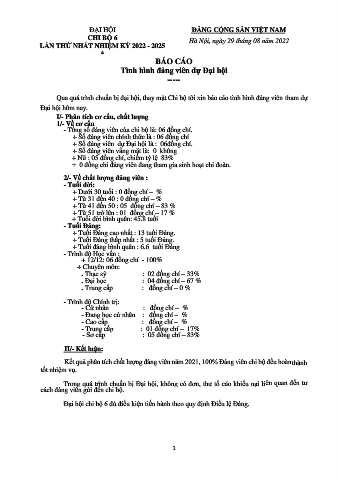 ĐẠI HỘI
CHI BỘ 6
LẦN THỨ NHẤT NHIỆM KỲ 2022 - 2025
*
ĐẢNG CỘNG SẢN VIỆT NAM
Hà Nội, ngày 29 tháng 08 năm 2022
BÁO CÁO
Tình hình đảng viên dự Đại hội
-----
Qua quá trình chuẩn bị đại hội, thay mặt Chi bộ tôi xin báo cáo tình hình đảng viên tham dự
Đại hội hôm nay.
I/- Phân tích cơ cấu, chất lượng
1/- Về cơ cấu
- Tổng số đảng viên của chi bộ là: 06 đồng chí.
+ Số đảng viên chính thức là : 06 đồng chí
+ Số đảng viên dự Đại hội là : 06đồng chí.
+ Số đảng viên vắng mặt là: 0 không
+ Nữ : 05 đồng chí, chiếm tỷ lệ 83%
+ 0 đồng chí đảng viên đang tham gia sinh hoạt chi đoàn.
2/- Về chất lượng đảng viên :
- Tuổi đời:
+ Dưới 30 tuổi : 0 đồng chí – %
+ Từ 31 đến 40 : 0 đồng chí – %
+ Từ 41 đến 50 : 05 đồng chí – 83 %
+ Từ 51 trở lên : 01 đồng chí – 17 %
+ Tuổi đời bình quân: 45.8 tuổi
- Tuổi Đảng:
+ Tuổi Đảng cao nhất : 13 tuổi Đảng.
+ Tuổi Đảng thấp nhất : 5 tuổi Đảng.
+ Tuổi đảng bình quân : 6.6 tuổi Đảng
- Trình độ Học vấn :
+ 12/12: 06 đồng chí - 100%
+ Chuyên môn:
. Thạc sỹ : 02 đồng chí – 33%
. Đại học : 04 đồng chí – 67 %
. Trung cấp : đồng chí – 0 %
- Trình độ Chính trị:
- Cử nhân : đồng chí – %
- Đang học cử nhân : đồng chí – %
- Cao cấp : đồng chí – %
- Trung cấp : 01 đồng chí – 17%
- Sơ cấp : 05 đồng chí – 83%
II/- Kết luận:
Kết quả phân tích chất lượng đảng viên năm 2021, 100% Đảng viên chi bộ đều hoàn thành
tốt nhiệm vụ.
Trong quá trình chuẩn bị Đại hội, không có đơn, thư tố cáo khiếu nại liên quan đến tư
cách đảng viên gửi đến chi bộ.
Đại hội chi bộ 6 đủ điều kiện tiến hành theo quy định Điều lệ Đảng.
1